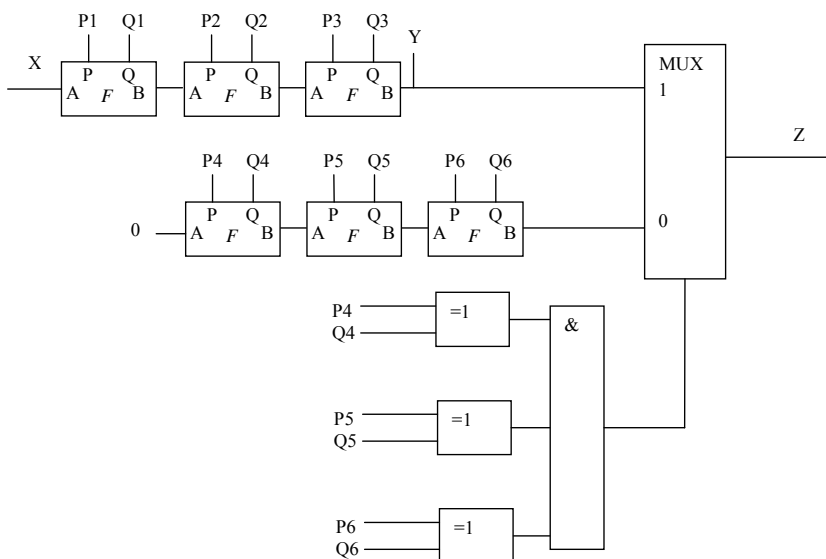 P1 Q1 P2 Q2 P3 Q3 Y
X
P Q P Q P Q MUX
A F B A F B A F B 1
Z
P4 Q4 P5 Q5 P6 Q6
P Q P Q P Q 0
0 A F B A F B A F B
P4 =1 &
Q4
P5 =1
Q5
P6 =1
Q6